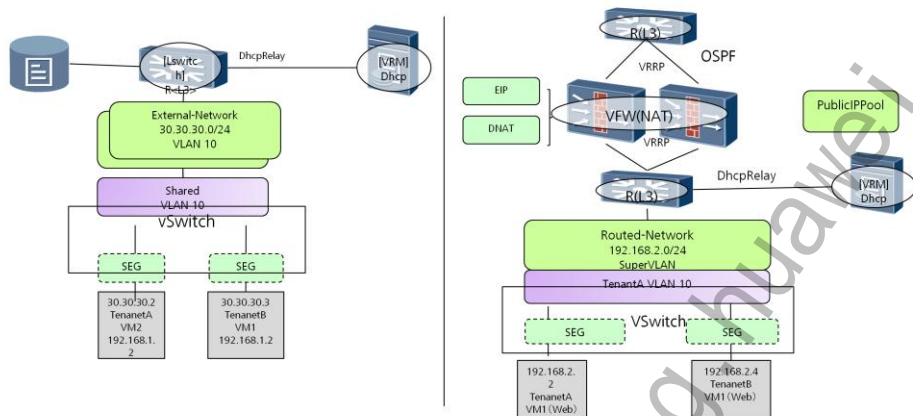 [Lswitc
h]
R<L3>
DhcpRelay
[VRM]
Dhcp
External-Network
30.30.30.0/24
VLAN 10
Shared
VLAN 10
vSwitch
SEG
SEG
30.30.30.2
TenanetA
VM2
192.168.1.
2
30.30.30.3
TenanetB
VM1
192.168.1.2
R(L3)
OSPF
VRRP
EIP
DNAT
VFW(NAT)
VRRP
PublicIPPool
R(L3)
DhcpRelay
[VRM]
Dhcp
Routed-Network
192.168.2.0/24
SuperVLAN
TenantA VLAN 10
VSwitch
SEG
SEG
192.168.2.
2
TenanetA
VM1(Web)
192.168.2.4
TenanetB
VM1(Web)
g.huawei